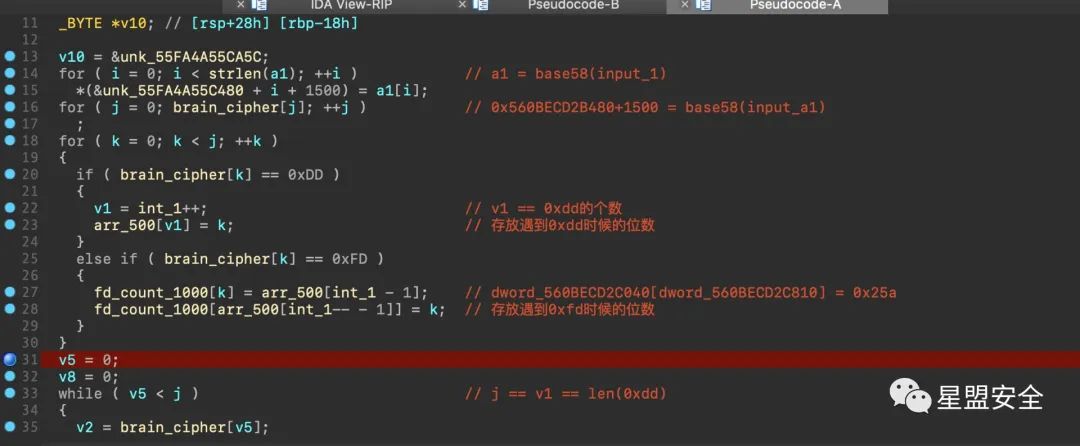 IDA View-RIP Pseudocode-B Pseudocode-A
11 _BYTE *v10; // [rsp+28h] [rbp-18h]
12
13 v10 = &unk_55FA4A55CA5C;
14 for ( i = 0; i < strlen(a1); ++i ) // a1 = base58(input_1)
15 *(&unk_55FA4A55C480 + i + 1500) = a1[i];
16 for ( j = 0; brain_cipher[j]; ++j ) // 0x560BECD2B480+1500 = base58(input_a1)
17 ;
18 for ( k = 0; k < j; ++k )
19 {
20 if ( brain_cipher[k] == 0xDD )
21 {
22 v1 = int_1++; // v1 == 0xdd的个数
23 arr_500[v1] = k; // 存放遇到0xdd时候的位数
24 }
25 else if ( brain_cipher[k] == 0xFD )
26 {
27 fd_count_1000[k] = arr_500[int_1 - 1]; // dword_560BECD2C040[dword_560BECD2C810] = 0x25a
28 fd_count_1000[arr_500[int_1-- - 1]] = k; // 存放遇到0xfd时候的位数
29 }
30 }
31 v5 = 0;
32 v8 = 0;
33 while ( v5 < j ) // j == v1 == len(0xdd)
34 {
35 v2 = brain_cipher[v5];
星盟安全